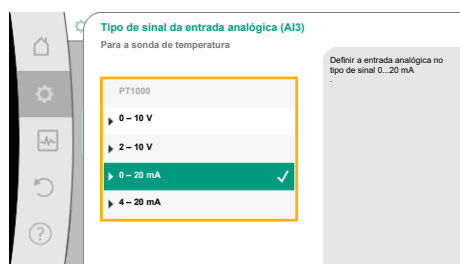 Tipo de sinal da entrada analógica (AI3)
Para a sonda de temperatura
Definir a entrada analógica no
tipo de sinal 0...20 mA
.
PT1000
0 – 10 V
2 – 10 V
0 – 20 mA
4 – 20 mA
?